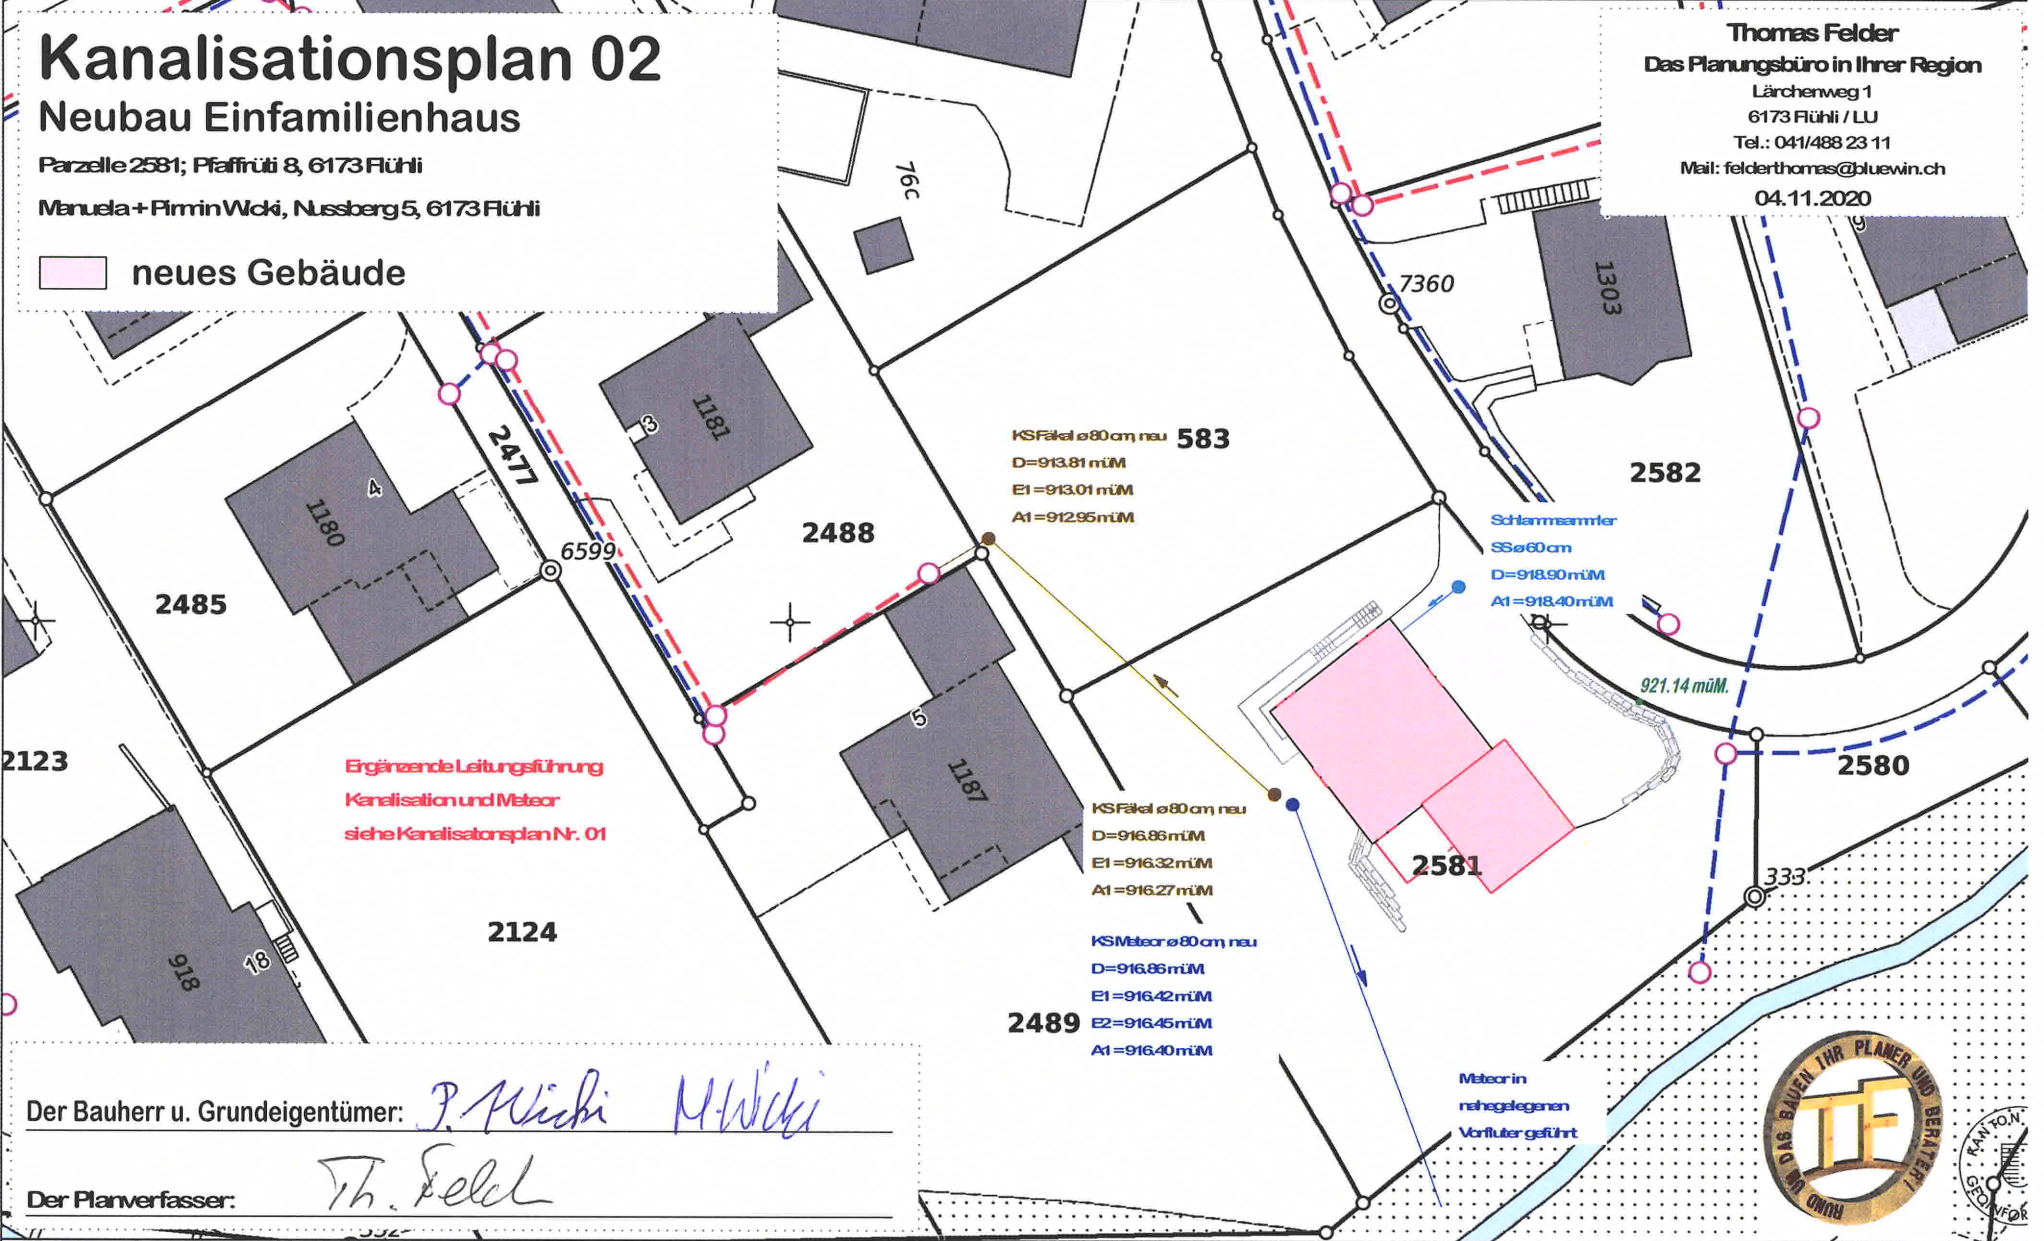 Kanalisationsplan 02
Neubau Einfamilienhaus
Parzelle 2581; Pfaffrüti 8, 6173 Flühli
Manuela + Pirmin Wicki, Nussberg 5, 6173 Flühli
neues Gebäude
Thomas Felder
Das Planungsbüro in Ihrer Region
Lärchenweg 1
6173 Flühli / LU
Tel.: 041/488 23 11
Mail: felderthomas@bluewin.ch
04.11.2020
76c
9
7360
1303
3
1181
2477
4
1180
6599
2485
2488
583
KS Fäkal ø 80 cm, neu
D=913.81 müM
E1=913.01 müM
A1=912.95 müM
2582
Schlammsammler
SS ø 60 cm
D=918.90 müM
A1=918.40 müM
921.14 müM.
2580
333
2123
Ergänzende Leitungsführung
Kanalisation und Meteor
siehe Kanalisatonsplan Nr. 01
5
1187
KS Fäkal ø 80 cm, neu
D=916.86 müM
E1=916.32 müM
A1=916.27 müM
2581
2124
918
18
2489
KS Meteor ø 80 cm, neu
D=916.86 müM
E1=916.42 müM
E2=916.45 müM
A1=916.40 müM
Meteor in
nahegelegenen
Vorfluter geführt
Der Bauherr u. Grundeigentümer: P. Wicki M. Wicki
Der Planverfasser: Th. Feld
RUND UM DAS BAUEN IHR PLANER UND BERATER!
TF
KANTON
GEOINFOR